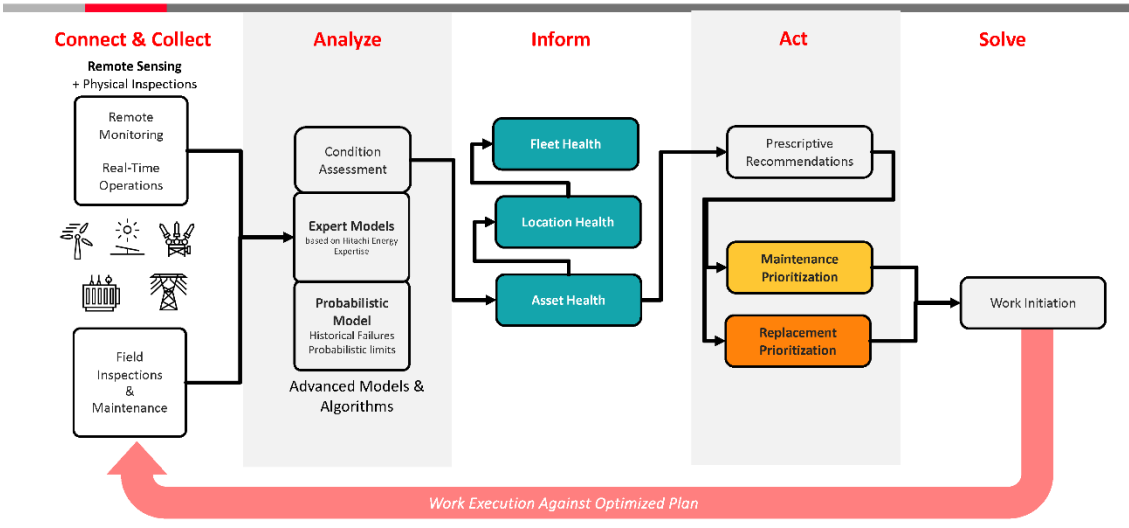 Connect & Collect
Analyze
Inform
Act
Solve
Remote Sensing
+ Physical Inspections
Remote
Monitoring
Real-Time
Operations
Field
Inspections
&
Maintenance
Condition
Assessment
Expert Models
based on Hitachi Energy
Expertise
Probabilistic
Model
Historical Failures
Probabilistic limits
Advanced Models &
Algorithms
Fleet Health
Location Health
Asset Health
Prescriptive
Recommendations
Maintenance
Prioritization
Replacement
Prioritization
Work Initiation
Work Execution Against Optimized Plan